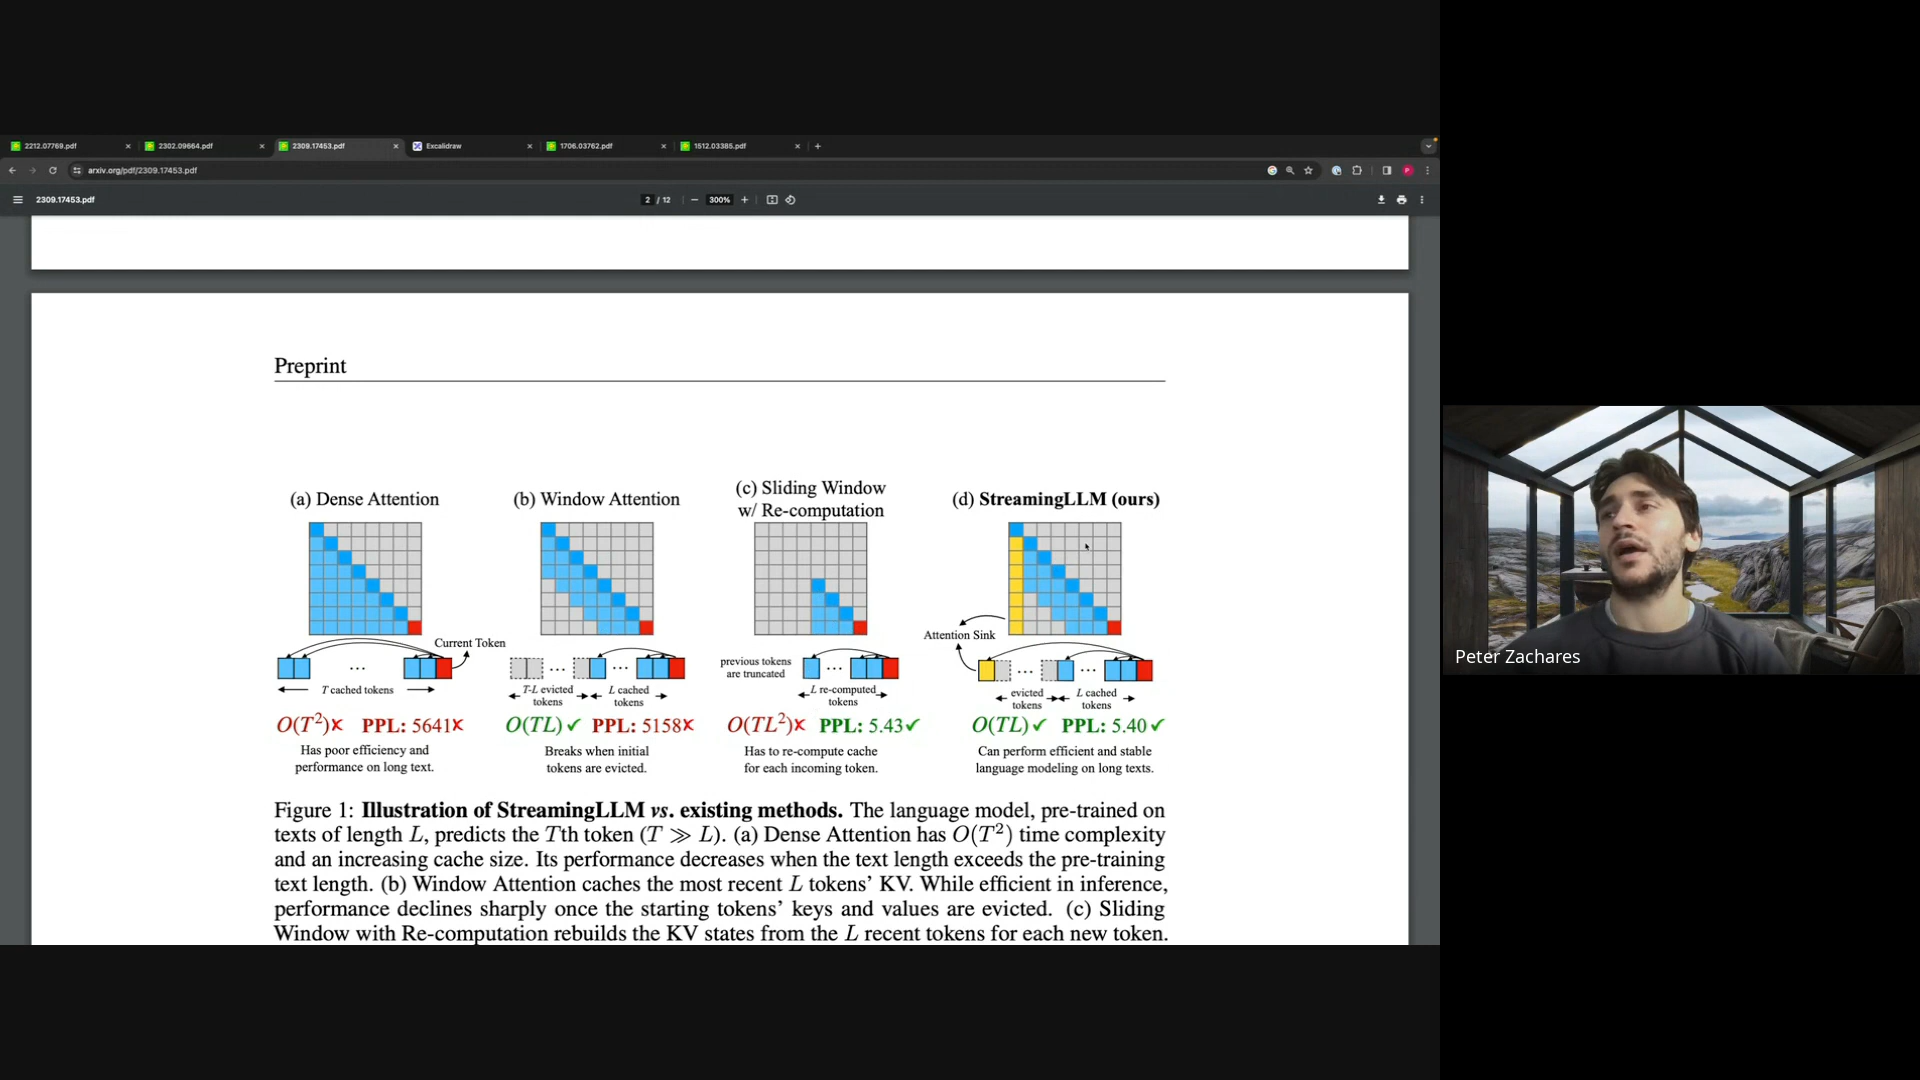 2212.07769.pdf
2302.09664.pdf
2309.17453.pdf
Excalidraw
1706.03762.pdf
1512.03385.pdf
arxiv.org/pdf/2309.17453.pdf
P
2309.17453.pdf
2 / 12
300%
Preprint
(a) Dense Attention
(b) Window Attention
(c) Sliding Window
w/ Re-computation
(d) StreamingLLM (ours)
Current Token
Attention Sink
...
T cached tokens
...
T-L evicted
tokens
L cached
tokens
previous tokens
are truncated
...
L re-computed
tokens
...
...
evicted
tokens
L cached
tokens
O(T²)✗ PPL: 5641✗
O(TL)✓ PPL: 5158✗
O(TL²)✗ PPL: 5.43✓
O(TL)✓ PPL: 5.40✓
Has poor efficiency and
performance on long text.
Breaks when initial
tokens are evicted.
Has to re-compute cache
for each incoming token.
Can perform efficient and stable
language modeling on long texts.
Figure 1: Illustration of StreamingLLM vs. existing methods. The language model, pre-trained on
texts of length L, predicts the Tth token (T ≫ L). (a) Dense Attention has O(T²) time complexity
and an increasing cache size. Its performance decreases when the text length exceeds the pre-training
text length. (b) Window Attention caches the most recent L tokens’ KV. While efficient in inference,
performance declines sharply once the starting tokens’ keys and values are evicted. (c) Sliding
Window with Re-computation rebuilds the KV states from the L recent tokens for each new token.
Peter Zachares